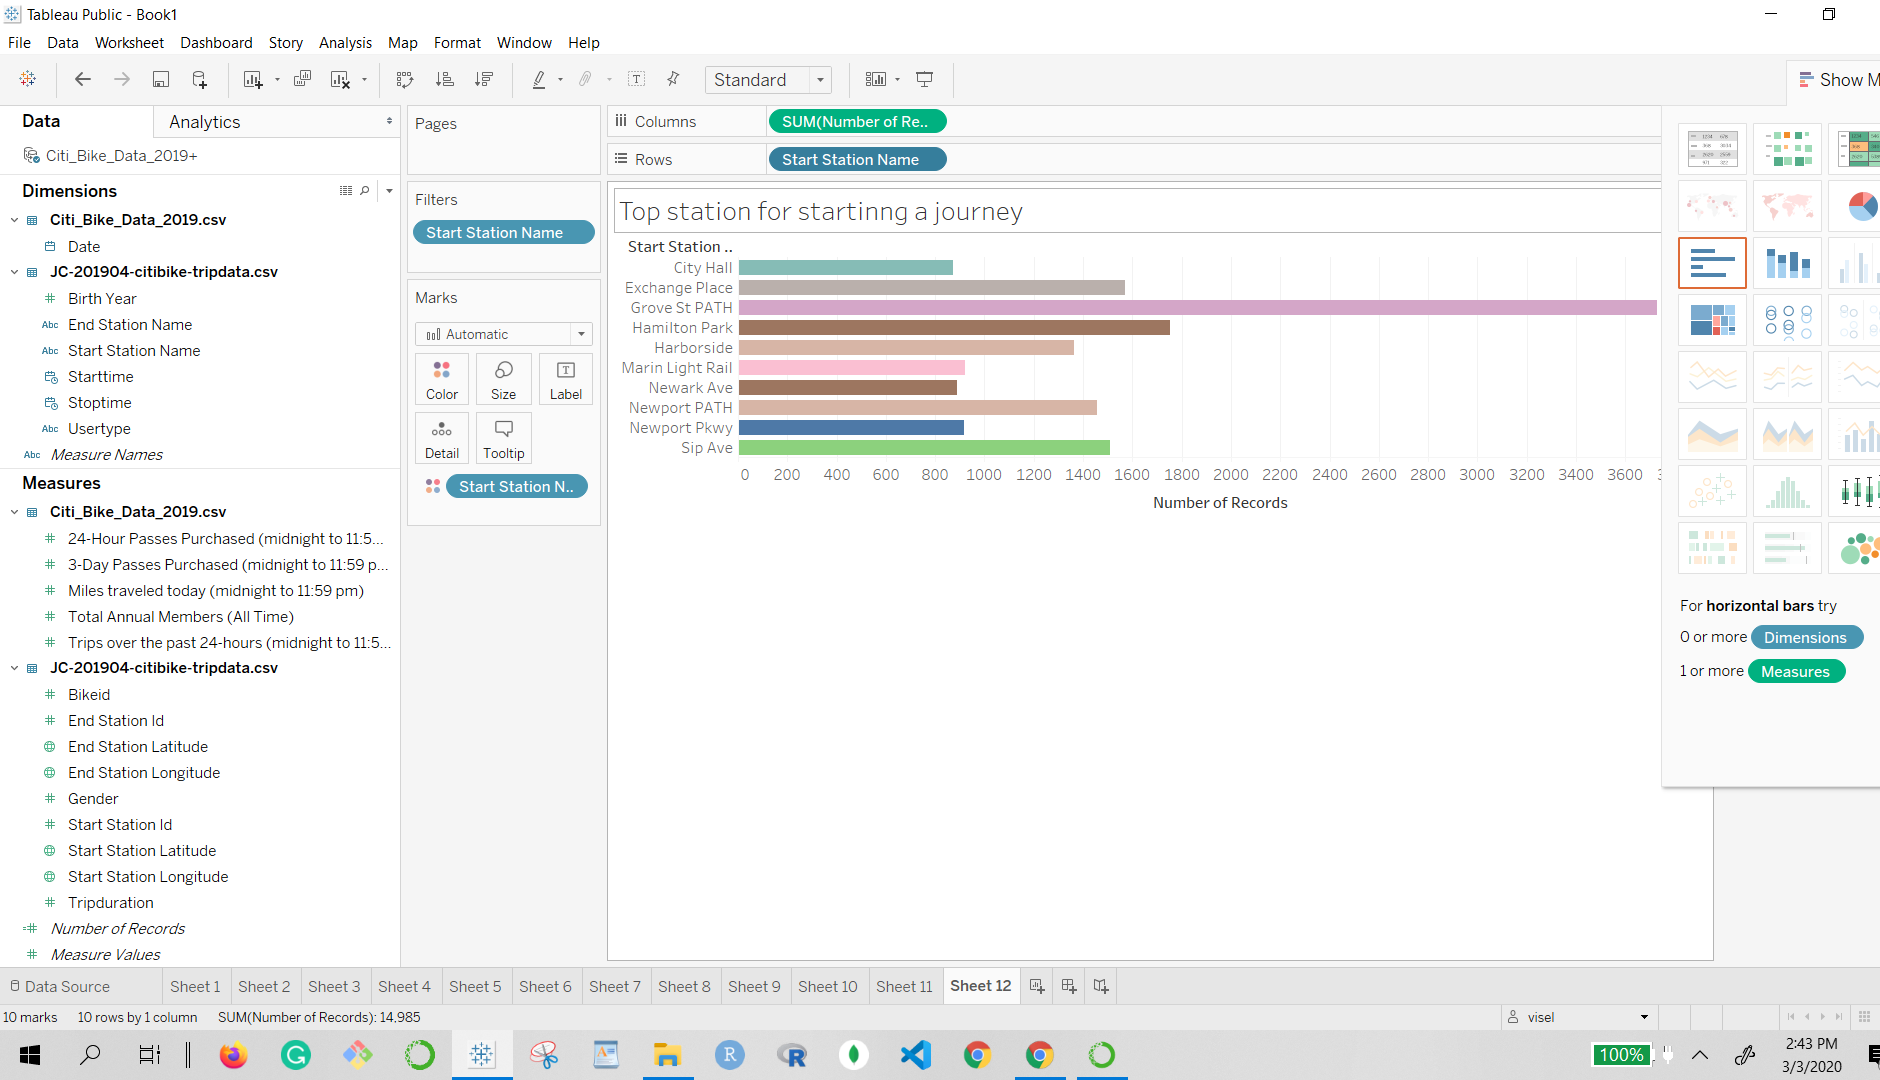 Tableau Public - Book1
File Data Worksheet Dashboard Story Analysis Map Format Window Help
Standard
Show M
Data
Analytics
Citi_Bike_Data_2019+
Dimensions
Citi_Bike_Data_2019.csv
Date
JC-201904-citibike-tripdata.csv
Birth Year
Abc End Station Name
Abc Start Station Name
Starttime
Stoptime
Abc Usertype
Abc Measure Names
Measures
Citi_Bike_Data_2019.csv
24-Hour Passes Purchased (midnight to 11:5...
3-Day Passes Purchased (midnight to 11:59 p...
Miles traveled today (midnight to 11:59 pm)
Total Annual Members (All Time)
Trips over the past 24-hours (midnight to 11:5...
JC-201904-citibike-tripdata.csv
Bikeid
End Station Id
End Station Latitude
End Station Longitude
Gender
Start Station Id
Start Station Latitude
Start Station Longitude
Tripduration
Number of Records
Measure Values
Pages
Filters
Start Station Name
Marks
Automatic
Color Size Label
Detail Tooltip
Start Station N..
Columns SUM(Number of Re..
Rows Start Station Name
Top station for startinng a journey
Start Station ..
City Hall
Exchange Place
Grove St PATH
Hamilton Park
Harborside
Marin Light Rail
Newark Ave
Newport PATH
Newport Pkwy
Sip Ave
0 200 400 600 800 1000 1200 1400 1600 1800 2000 2200 2400 2600 2800 3000 3200 3400 3600
Number of Records
For horizontal bars try
0 or more Dimensions
1 or more Measures
Data Source Sheet 1 Sheet 2 Sheet 3 Sheet 4 Sheet 5 Sheet 6 Sheet 7 Sheet 8 Sheet 9 Sheet 10 Sheet 11 Sheet 12
10 marks 10 rows by 1 column SUM(Number of Records): 14,985
visel
100%
2:43 PM
3/3/2020